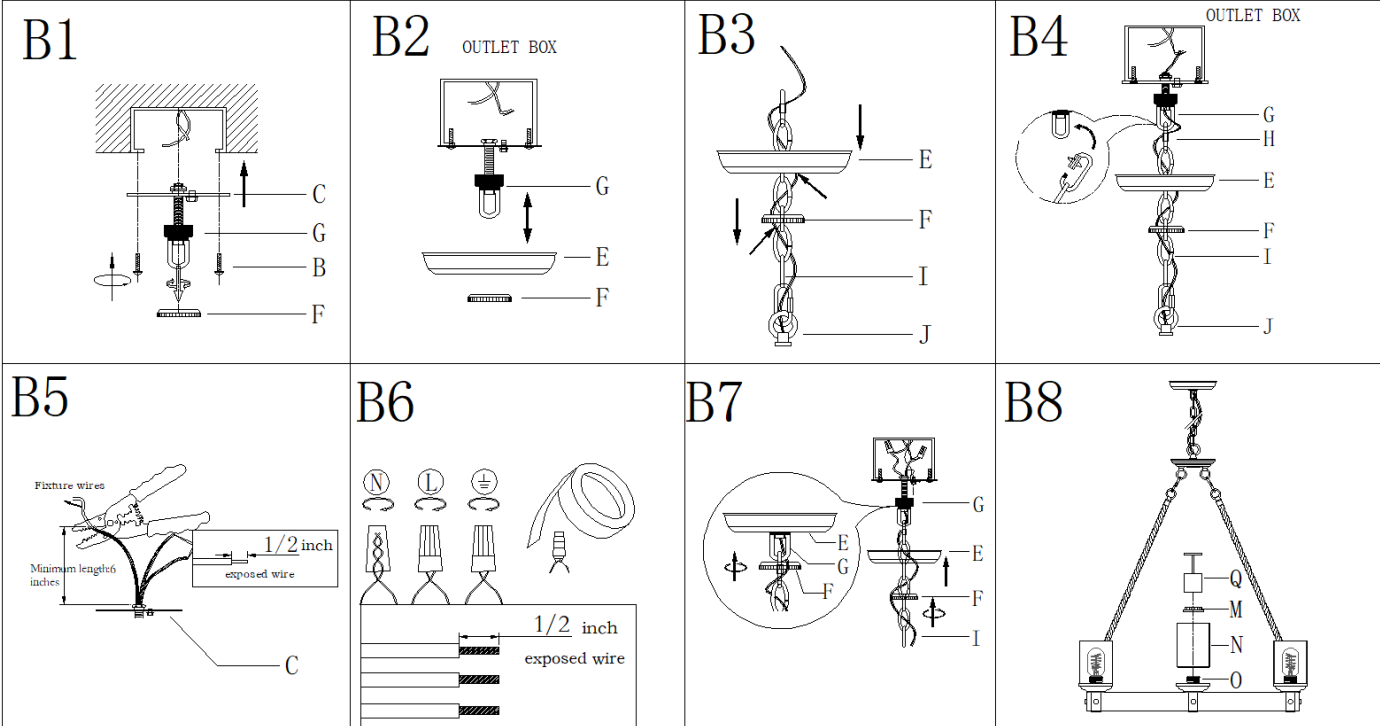 B1
C
G
B
F
B2
OUTLET BOX
G
E
F
B3
E
F
I
J
B4
OUTLET BOX
G
H
E
F
I
J
B5
Fixture wires
Minimum length:6
inches
1/2 inch
exposed wire
C
B6
N L
1/2 inch
exposed wire
B7
G
E
G
F
E
F
I
B8
Q
M
N
O